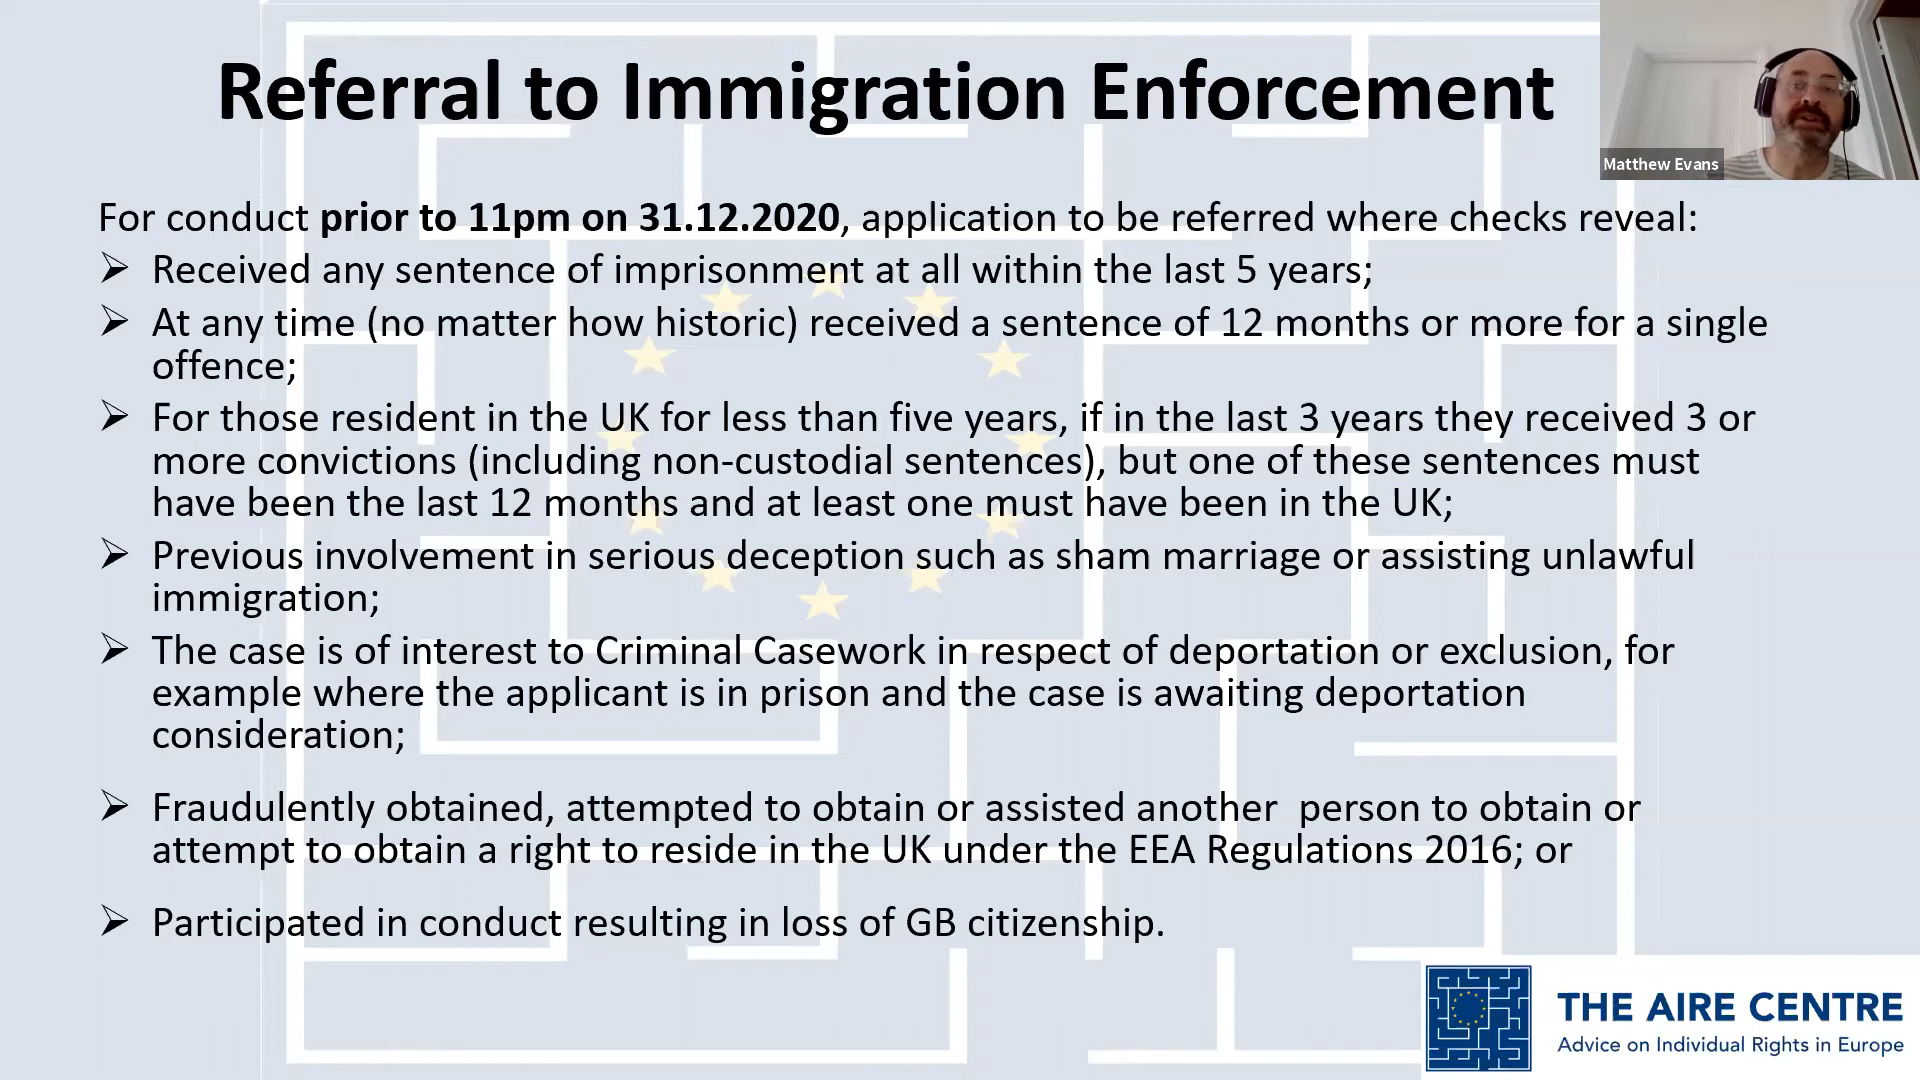 Referral to Immigration Enforcement
Matthew Evans
For conduct prior to 11pm on 31.12.2020, application to be referred where checks reveal:
➢ Received any sentence of imprisonment at all within the last 5 years;
➢ At any time (no matter how historic) received a sentence of 12 months or more for a single
offence;
➢ For those resident in the UK for less than five years, if in the last 3 years they received 3 or
more convictions (including non-custodial sentences), but one of these sentences must
have been the last 12 months and at least one must have been in the UK;
➢ Previous involvement in serious deception such as sham marriage or assisting unlawful
immigration;
➢ The case is of interest to Criminal Casework in respect of deportation or exclusion, for
example where the applicant is in prison and the case is awaiting deportation
consideration;
➢ Fraudulently obtained, attempted to obtain or assisted another  person to obtain or
attempt to obtain a right to reside in the UK under the EEA Regulations 2016; or
➢ Participated in conduct resulting in loss of GB citizenship.
THE AIRE CENTRE
Advice on Individual Rights in Europe